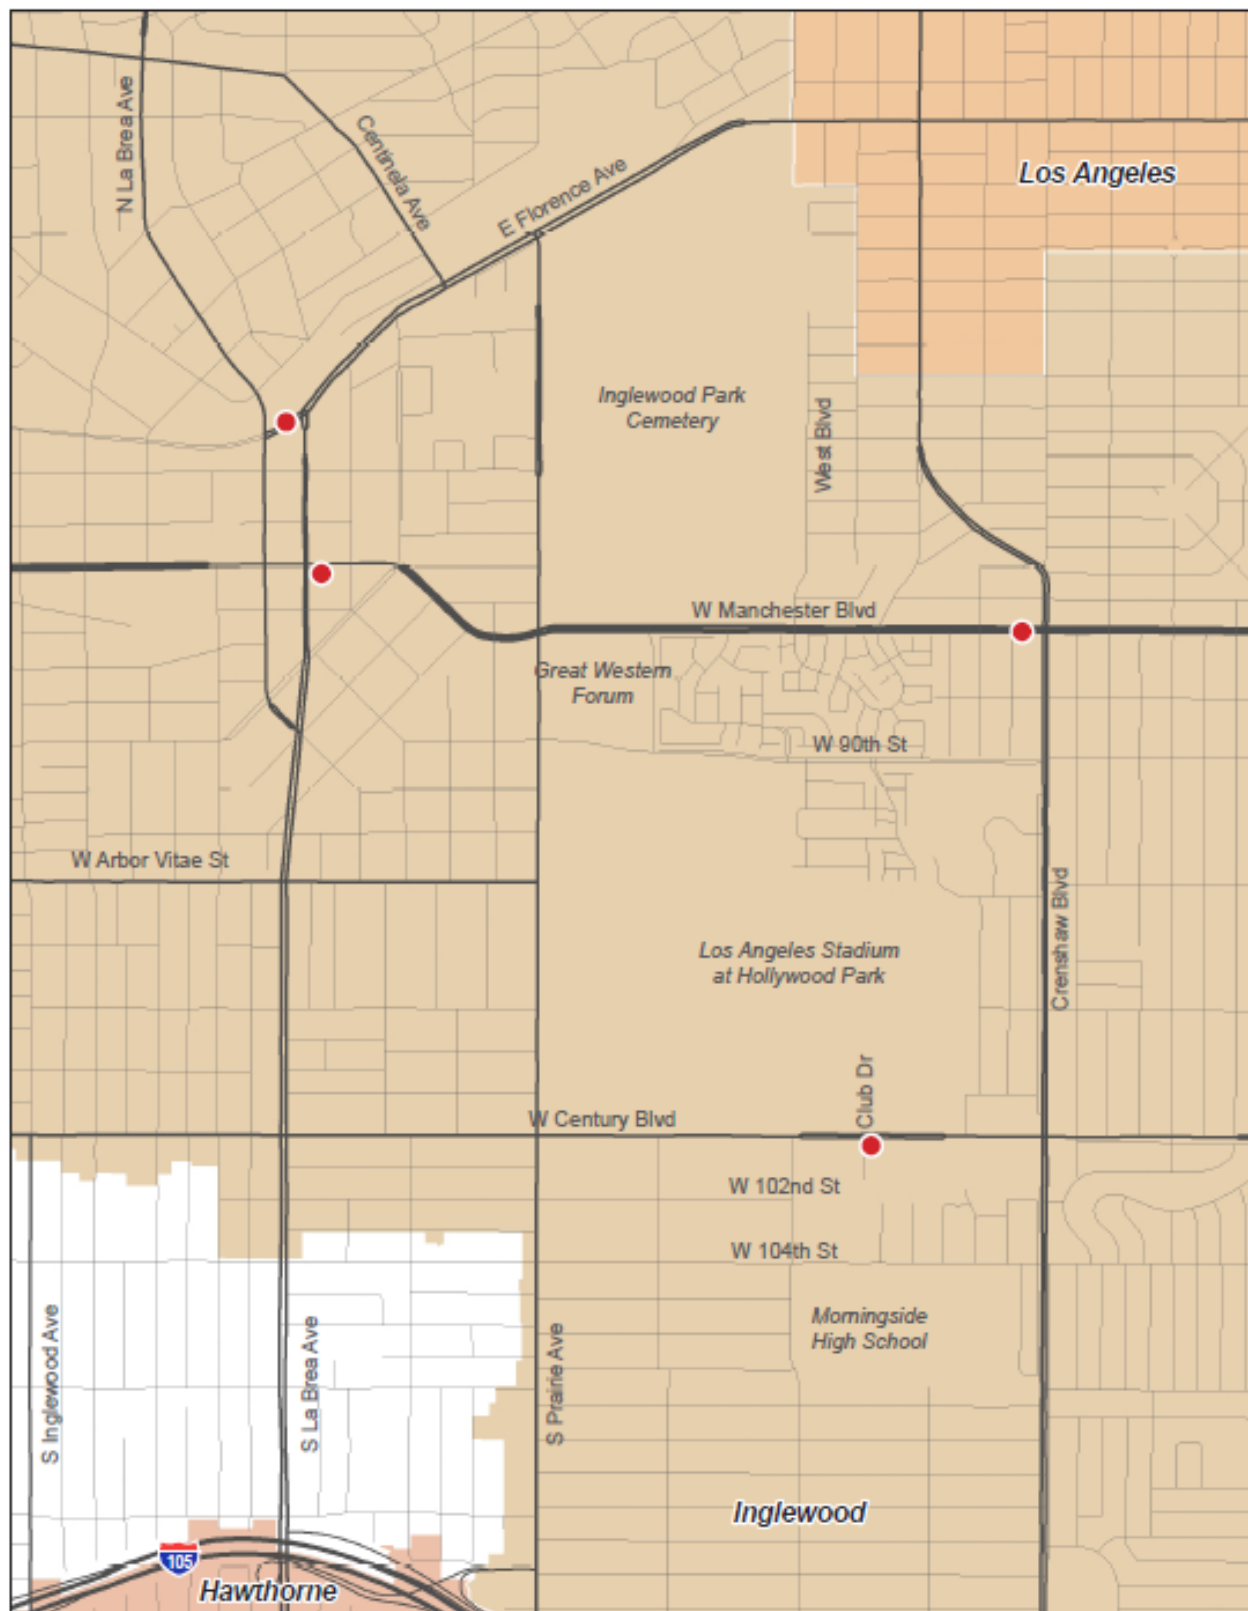 N La Brea Ave
Centinela Ave
E Florence Ave
Los Angeles
Inglewood Park
Cemetery
West Blvd
W Manchester Blvd
Great Western
Forum
W 90th St
W Arbor Vitae St
Crenshaw Blvd
Los Angeles Stadium
at Hollywood Park
Club Dr
W Century Blvd
W 102nd St
W 104th St
Morningside
High School
S Inglewood Ave
S La Brea Ave
S Prairie Ave
Inglewood
105
Hawthorne